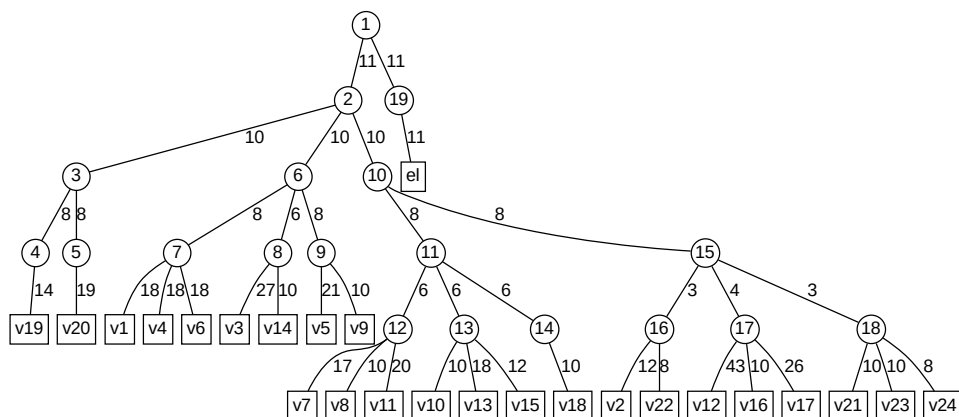 1
11 11
2 19
10 10 10 11
3 6 10 el
8 8 8 6 8 8 8
4 5 7 8 9 11 15
14 19 18 18 18 27 10 21 10 6 6 6 3 4 3
v19 v20 v1 v4 v6 v3 v14 v5 v9 12 13 14 16 17 18
17 10 20 10 18 12 10 12 8 43 10 26 10 10 8
v7 v8 v11 v10 v13 v15 v18 v2 v22 v12 v16 v17 v21 v23 v24